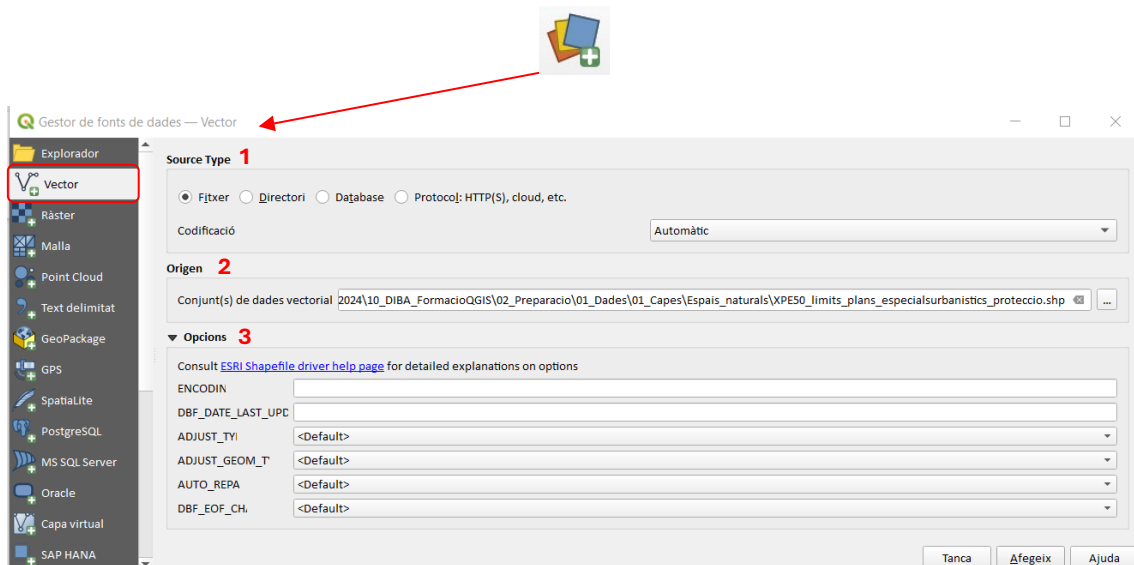 Gestor de fonts de dades — Vector
Explorador
Vector
Ràster
Malla
Point Cloud
Text delimitat
GeoPackage
GPS
SpatiaLite
PostgreSQL
MS SQL Server
Oracle
Capa virtual
SAP HANA
Source Type 1
Fitxer Directori Database Protocol: HTTP(S), cloud, etc.
Codificació Automàtic
Origen 2
Conjunt(s) de dades vectorial 2024\10_DIBA_FormacioQGIS\02_Preparacio\01_Dades\01_Capes\Espais_naturals\XPE50_limits_plans_especialsurbanistics_proteccio.shp ...
Opcions 3
Consult ESRI Shapefile driver help page for detailed explanations on options
ENCODIN
DBF_DATE_LAST_UPD
ADJUST_TYI <Default>
ADJUST_GEOM_T <Default>
AUTO_REPA <Default>
DBF_EOF_CH <Default>
Tanca Afegeix Ajuda